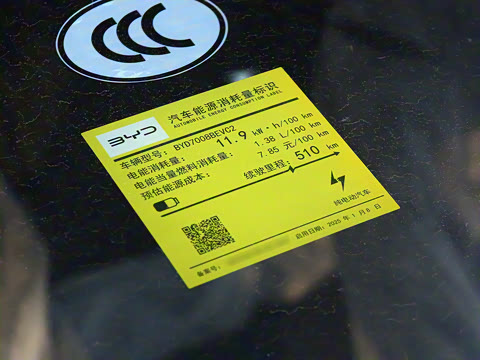 CCC
BYD
汽车能源消耗量标识
AUTOMOBILE ENERGY CONSUMPTION LABEL
车辆型号: BYD7008BEVCZ
电能消耗量: 11.9 kW·h/100 km
电能当量燃料消耗量: 1.38 L/100 km
预估能源成本: 7.85 元/100 km
续驶里程: 510 km
纯电动汽车
备案号:
启用日期: 2025 年 1 月 8 日